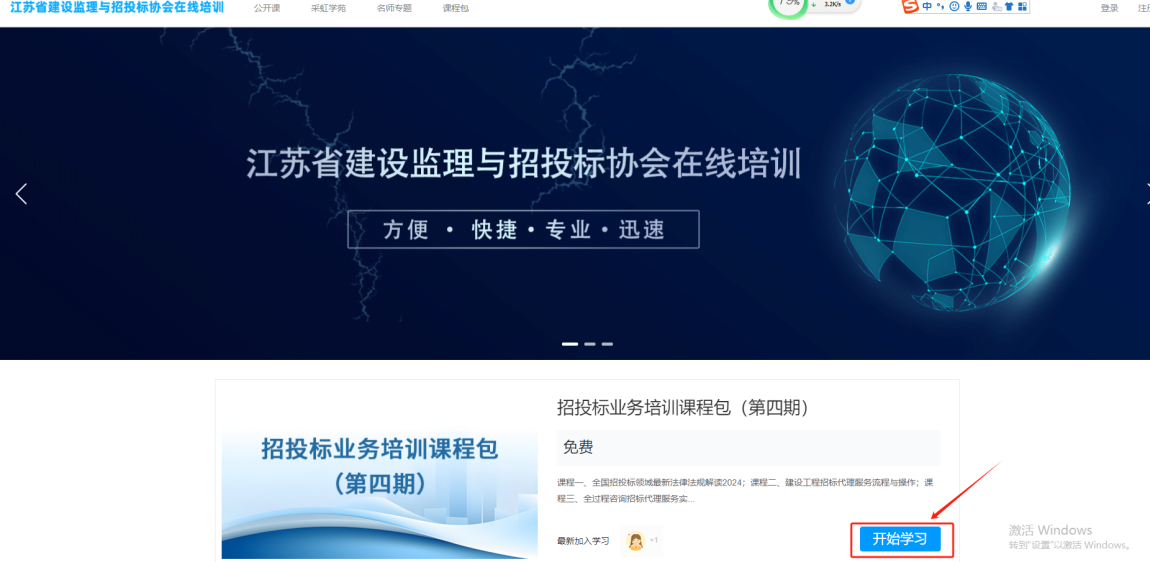 江苏省建设监理与招投标协会在线培训 公开课 采虹学苑 名师专题 课程包 79% 3.2K/s 中 登录
江苏省建设监理与招投标协会在线培训
方便 · 快捷 · 专业 · 迅速
招投标业务培训课程包（第四期）
免费
招投标业务培训课程包
（第四期）
课程一、全国招投标领域最新法律法规解读2024；课程二、建设工程招标代理服务流程与操作；课
程三、全过程咨询招标代理服务实...
最新加入学习 +1 开始学习
激活 Windows
转到"设置"以激活 Windows。